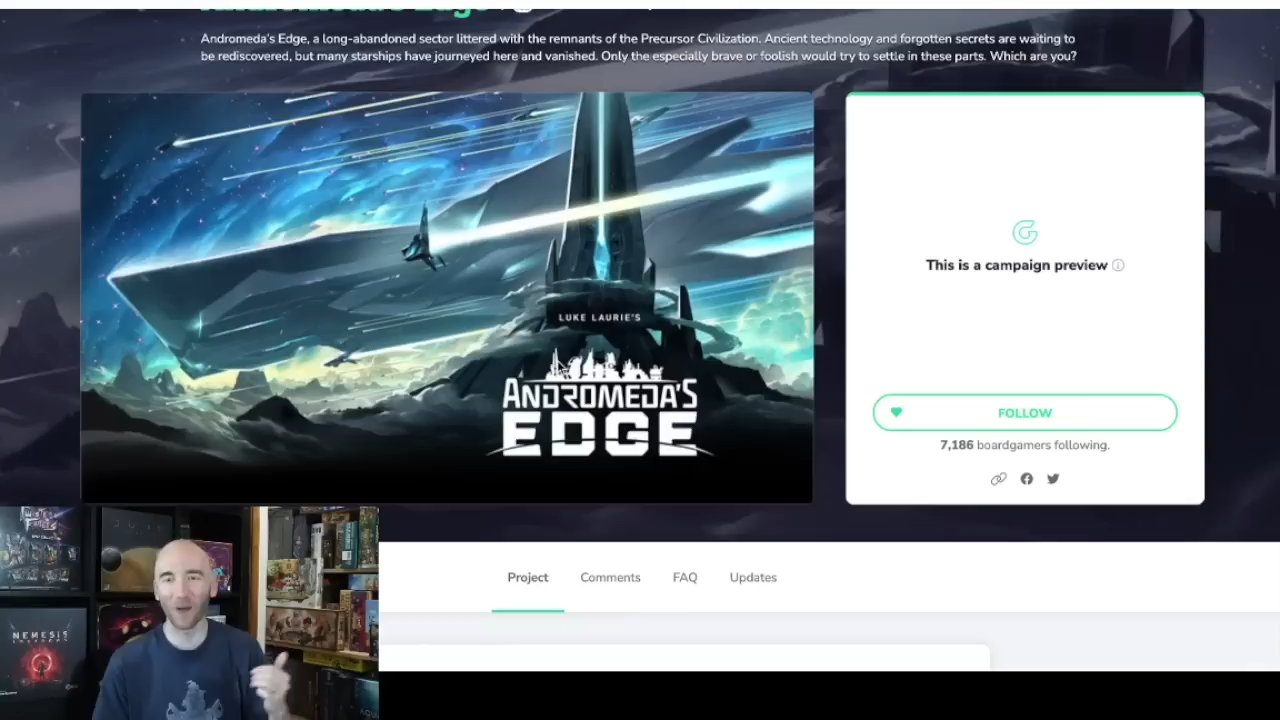 Andromeda's Edge, a long-abandoned sector littered with the remnants of the Precursor Civilization. Ancient technology and forgotten secrets are waiting to
be rediscovered, but many starships have journeyed here and vanished. Only the especially brave or foolish would try to settle in these parts. Which are you?
This is a campaign preview
LUKE LAURIE'S
ANDROMEDA'S
EDGE
FOLLOW
7,186 boardgamers following.
Project Comments FAQ Updates
NEMESIS